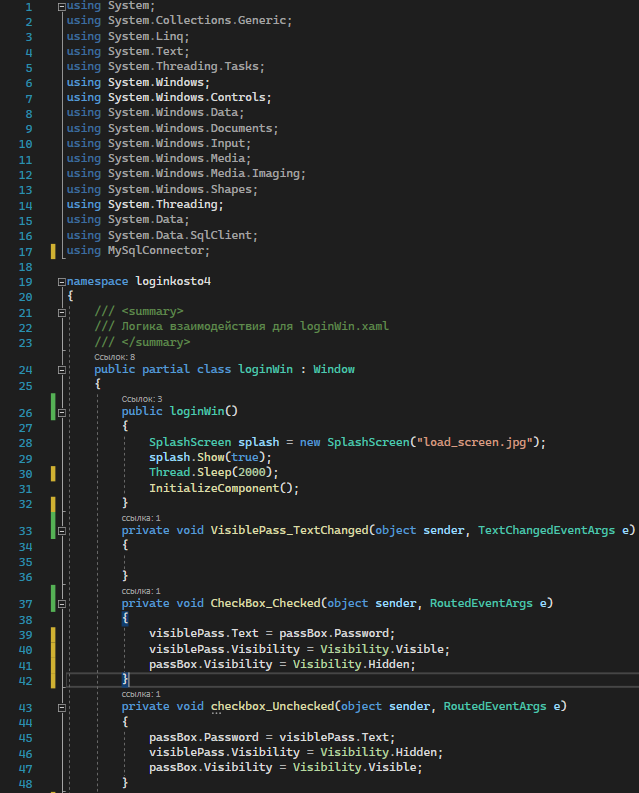 1 using System;
2 using System.Collections.Generic;
3 using System.Linq;
4 using System.Text;
5 using System.Threading.Tasks;
6 using System.Windows;
7 using System.Windows.Controls;
8 using System.Windows.Data;
9 using System.Windows.Documents;
10 using System.Windows.Input;
11 using System.Windows.Media;
12 using System.Windows.Media.Imaging;
13 using System.Windows.Shapes;
14 using System.Threading;
15 using System.Data;
16 using System.Data.SqlClient;
17 using MySqlConnector;
18
19 namespace loginkosto4
20 {
21 /// <summary>
22 /// Логика взаимодействия для loginWin.xaml
23 /// </summary>
Ссылок: 8
24 public partial class loginWin : Window
25 {
Ссылок: 3
26 public loginWin()
27 {
28 SplashScreen splash = new SplashScreen("load_screen.jpg");
29 splash.Show(true);
30 Thread.Sleep(2000);
31 InitializeComponent();
32 }
ссылка: 1
33 private void VisiblePass_TextChanged(object sender, TextChangedEventArgs e)
34 {
35
36 }
ссылка: 1
37 private void CheckBox_Checked(object sender, RoutedEventArgs e)
38 {
39 visiblePass.Text = passBox.Password;
40 visiblePass.Visibility = Visibility.Visible;
41 passBox.Visibility = Visibility.Hidden;
42 }
ссылка: 1
43 private void checkbox_Unchecked(object sender, RoutedEventArgs e)
44 {
45 passBox.Password = visiblePass.Text;
46 visiblePass.Visibility = Visibility.Hidden;
47 passBox.Visibility = Visibility.Visible;
48 }